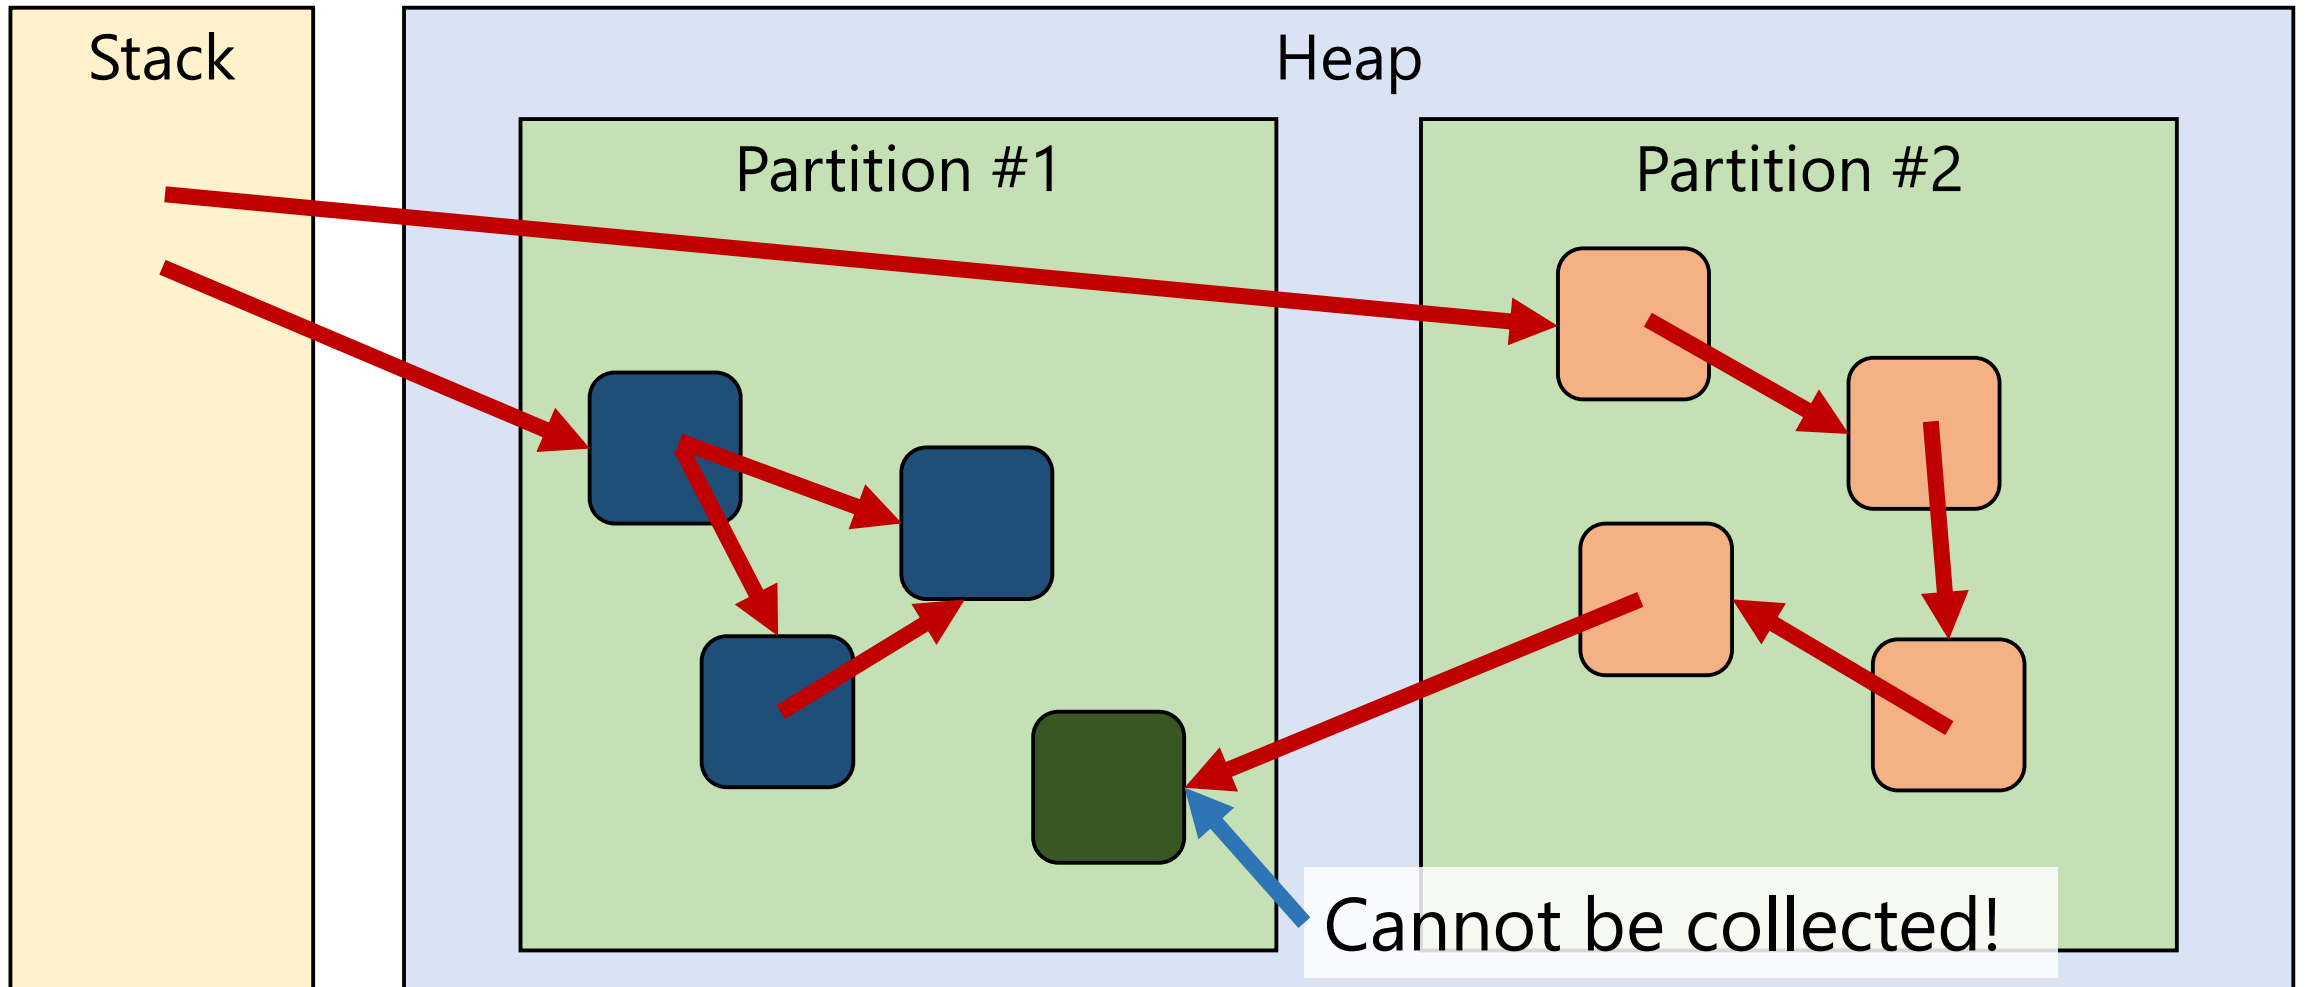 Stack
Heap
Partition #1
Partition #2
Cannot be collected!